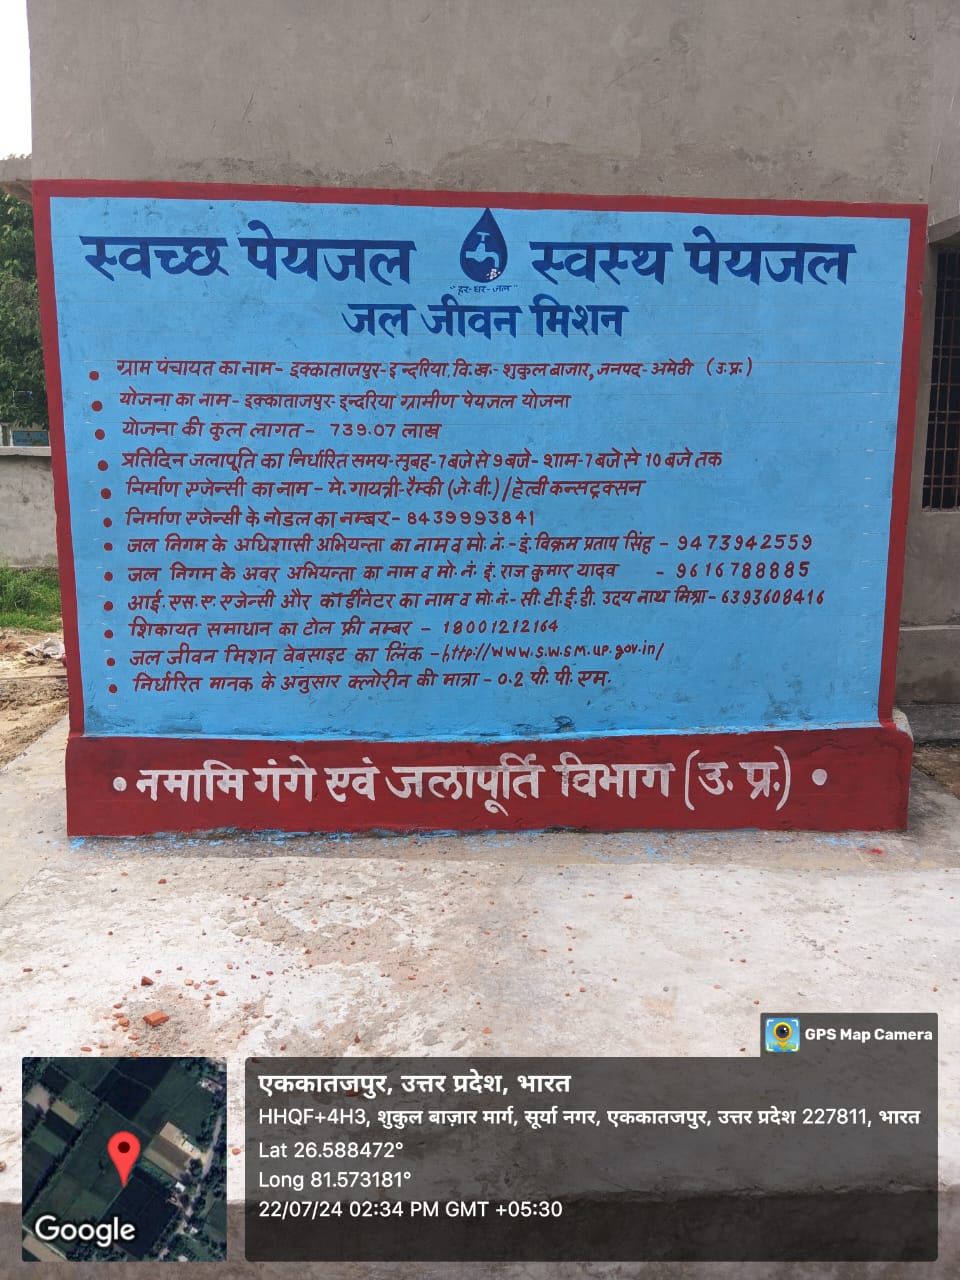 स्वच्छ पेयजल स्वस्थ पेयजल
"हर-घर-जल"
जल जीवन मिशन
• ग्राम पंचायत का नाम- इक्काताजपुर-इन्दरिया, वि.ख.- शुकुल बाजार, जनपद- अमेठी (उ.प्र.)
• योजना का नाम- इक्काताजपुर-इन्दरिया ग्रामीण पेयजल योजना
• योजना की कुल लागत- 739.07 लाख
• प्रतिदिन जलापूर्ति का निर्धारित समय-सुबह-7 बजे से 9 बजे- शाम-7 बजे से 10 बजे तक
• निर्माण एजेन्सी का नाम- मे. गायत्री-रैम्की (जे.वी.)/हेत्वी कन्सट्रक्सन
• निर्माण एजेन्सी के नोडल का नम्बर- 8439993841
• जल निगम के अधिशासी अभियन्ता का नाम व मो. नं.-इं. विक्रम प्रताप सिंह - 9473942559
• जल निगम के अवर अभियन्ता का नाम व मो. नं. इं. राज कुमार यादव - 9616788885
• आई. एस. ए. एजेन्सी और कॉर्डीनेटर का नाम व मो. नं- सी. टी. ई. डी. उदय नाथ मिश्रा- 6393608416
• शिकायत समाधान का टोल फ्री नम्बर - 18001212164
• जल जीवन मिशन वेबसाइट का लिंक -http://www.s.w.s.m.up.gov.in/
• निर्धारित मानक के अनुसार क्लोरीन की मात्रा - 0.2 पी. पी. एम.
• नमामि गंगे एवं जलापूर्ति विभाग (उ. प्र.) •
GPS Map Camera
एककातजपुर, उत्तर प्रदेश, भारत
HHQF+4H3, शुकुल बाज़ार मार्ग, सूर्या नगर, एककातजपुर, उत्तर प्रदेश 227811, भारत
Lat 26.588472°
Long 81.573181°
22/07/24 02:34 PM GMT +05:30
Google